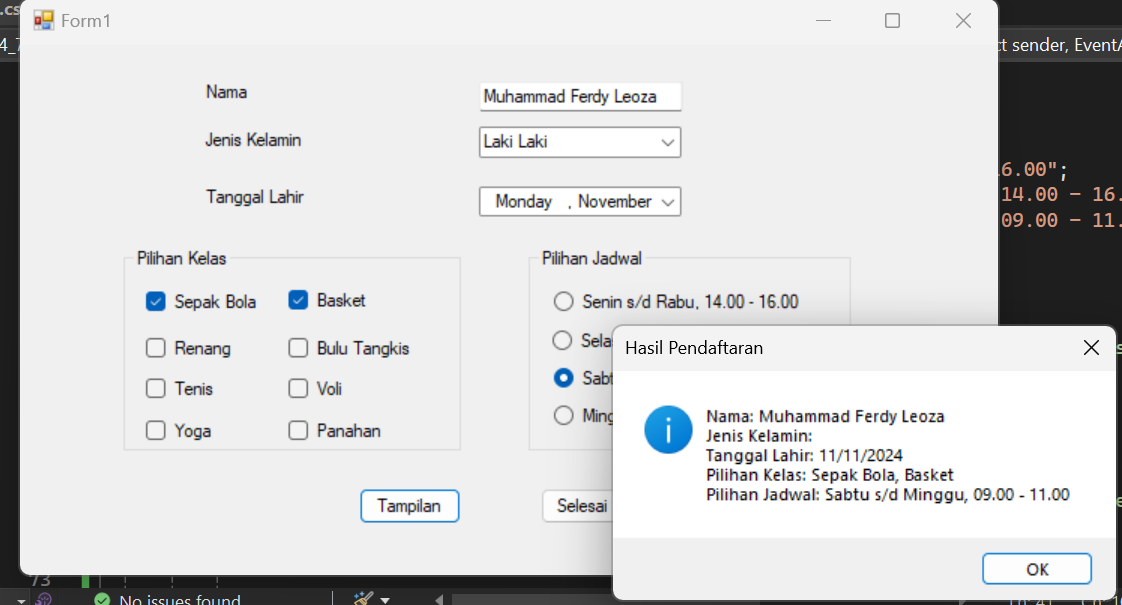 .cs
Form1
4_7
ct sender, EventA
Nama
Muhammad Ferdy Leoza
Jenis Kelamin
Laki Laki
Tanggal Lahir
Monday , November
6.00";
14.00 - 16.
09.00 - 11.
Pilihan Kelas
Sepak Bola
Basket
Renang
Bulu Tangkis
Tenis
Voli
Yoga
Panahan
Pilihan Jadwal
Senin s/d Rabu, 14.00 - 16.00
Sela
Sabt
Ming
Tampilan
Selesai
Hasil Pendaftaran
Nama: Muhammad Ferdy Leoza
Jenis Kelamin:
Tanggal Lahir: 11/11/2024
Pilihan Kelas: Sepak Bola, Basket
Pilihan Jadwal: Sabtu s/d Minggu, 09.00 - 11.00
OK
73
No issues found